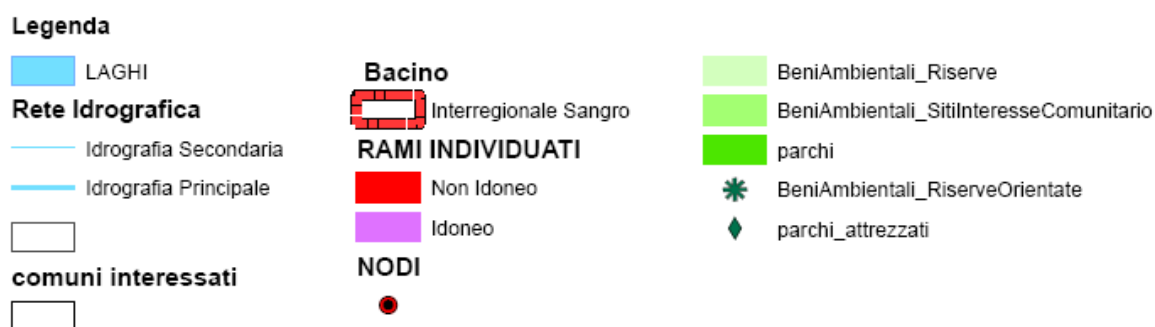 Legenda
LAGHI
Rete Idrografica
Idrografia Secondaria
Idrografia Principale
comuni interessati
Bacino
Interregionale Sangro
RAMI INDIVIDUATI
Non Idoneo
Idoneo
NODI
BeniAmbientali_Riserve
BeniAmbientali_SitiInteresseComunitario
parchi
BeniAmbientali_RiserveOrientate
parchi_attrezzati